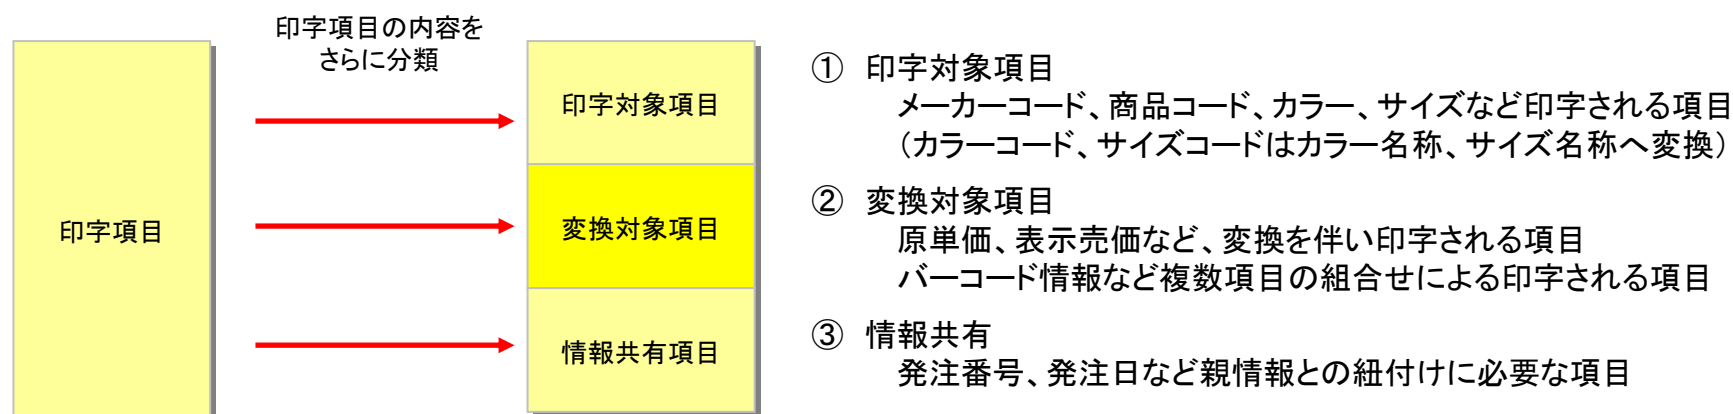 印字項目の内容を
さらに分類
印字項目
印字対象項目
変換対象項目
情報共有項目
① 印字対象項目
メーカーコード、商品コード、カラー、サイズなど印字される項目
（カラーコード、サイズコードはカラー名称、サイズ名称へ変換）
② 変換対象項目
原単価、表示売価など、変換を伴い印字される項目
バーコード情報など複数項目の組合せによる印字される項目
③ 情報共有
発注番号、発注日など親情報との紐付けに必要な項目